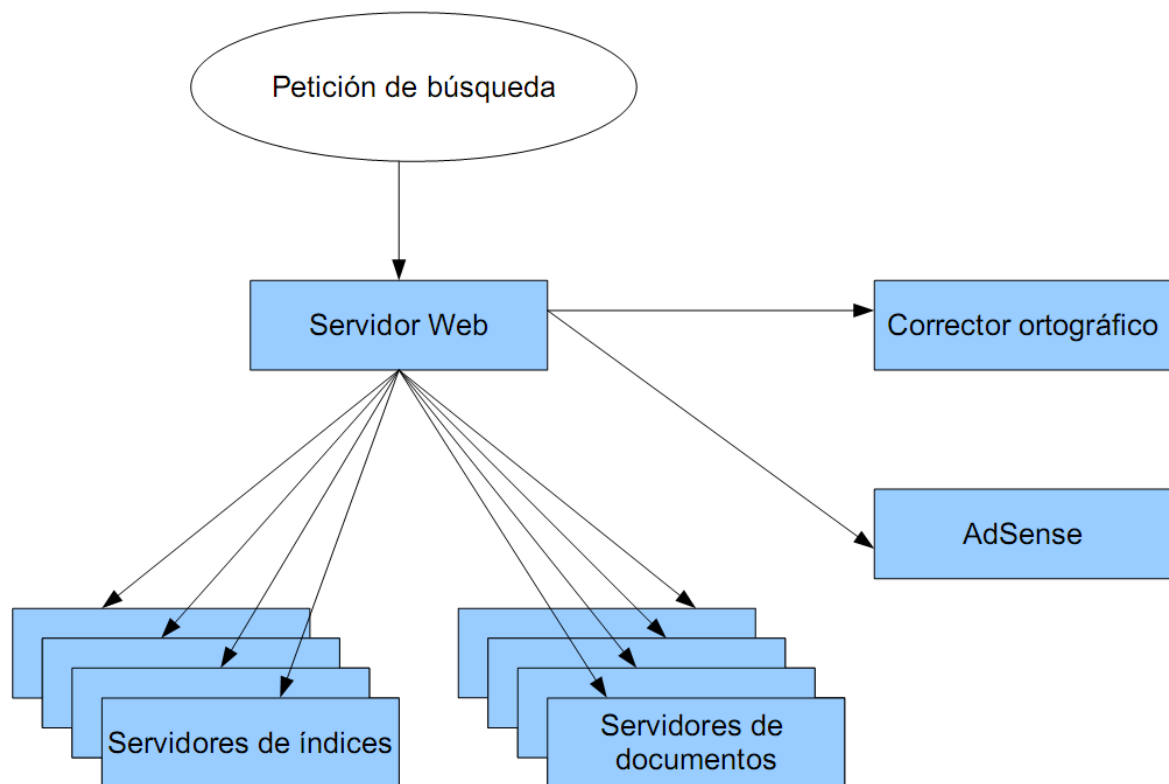 Petición de búsqueda
Servidor Web
Corrector ortográfico
AdSense
Servidores de índices
Servidores de
documentos